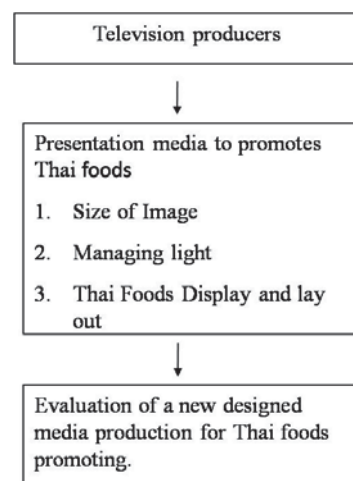 Television producers
Presentation media to promotes
Thai foods
1. Size of Image
2. Managing light
3. Thai Foods Display and lay
out
Evaluation of a new designed
media production for Thai foods
promoting.